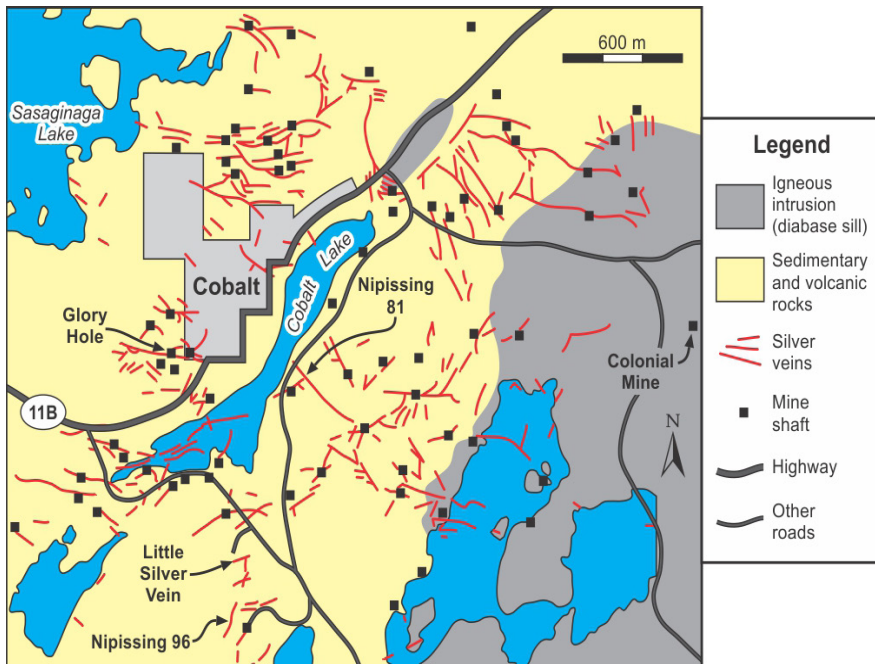 600 m
Sasaginaga
Lake
Cobalt
Cobalt Lake
Nipissing
81
Glory
Hole
Colonial
Mine
N
11B
Little
Silver
Vein
Nipissing 96
Legend
Igneous
intrusion
(diabase sill)
Sedimentary
and volcanic
rocks
Silver
veins
Mine
shaft
Highway
Other
roads